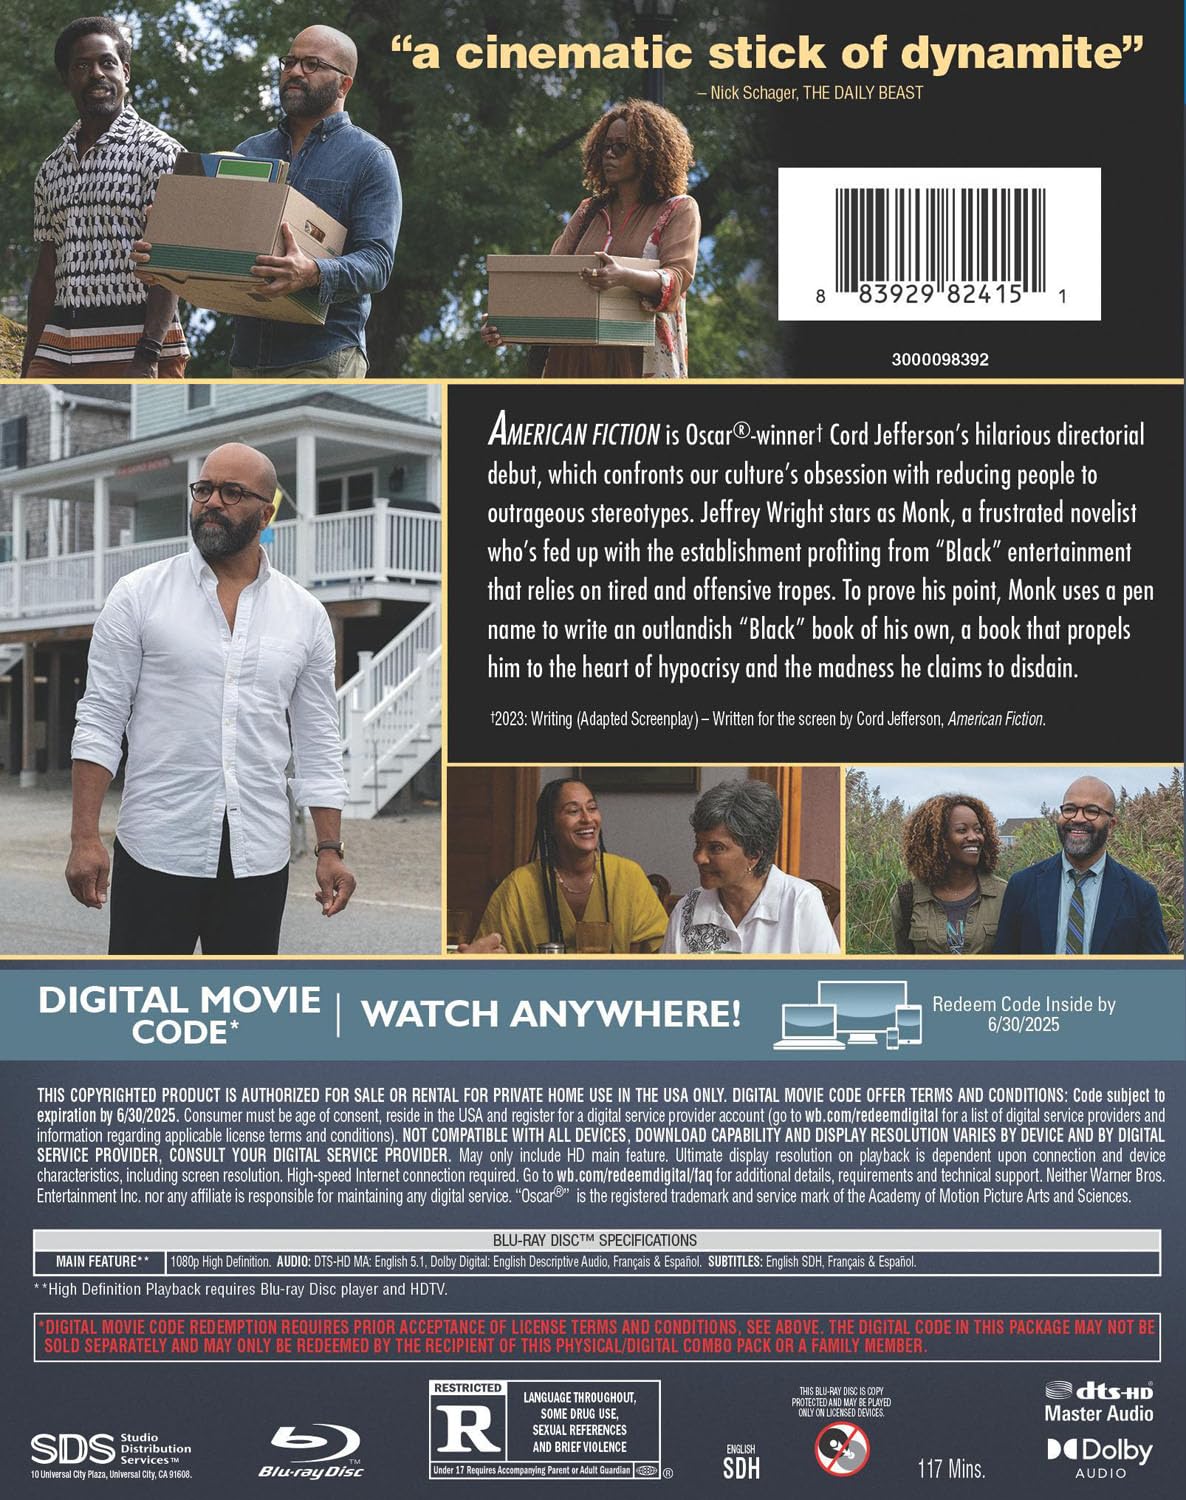 “a cinematic stick of dynamite”
– Nick Schager, THE DAILY BEAST
8 83929 82415 1
3000098392
AMERICAN FICTION is Oscar®-winner† Cord Jefferson’s hilarious directorial
debut, which confronts our culture’s obsession with reducing people to
outrageous stereotypes. Jeffrey Wright stars as Monk, a frustrated novelist
who’s fed up with the establishment profiting from “Black” entertainment
that relies on tired and offensive tropes. To prove his point, Monk uses a pen
name to write an outlandish “Black” book of his own, a book that propels
him to the heart of hypocrisy and the madness he claims to disdain.
†2023: Writing (Adapted Screenplay) – Written for the screen by Cord Jefferson, American Fiction.
DIGITAL MOVIE
CODE*
WATCH ANYWHERE!
Redeem Code Inside by
6/30/2025
THIS COPYRIGHTED PRODUCT IS AUTHORIZED FOR SALE OR RENTAL FOR PRIVATE HOME USE IN THE USA ONLY. DIGITAL MOVIE CODE OFFER TERMS AND CONDITIONS: Code subject to
expiration by 6/30/2025. Consumer must be age of consent, reside in the USA and register for a digital service provider account (go to wb.com/redeemdigital for a list of digital service providers and
information regarding applicable license terms and conditions). NOT COMPATIBLE WITH ALL DEVICES, DOWNLOAD CAPABILITY AND DISPLAY RESOLUTION VARIES BY DEVICE AND BY DIGITAL
SERVICE PROVIDER, CONSULT YOUR DIGITAL SERVICE PROVIDER. May only include HD main feature. Ultimate display resolution on playback is dependent upon connection and device
characteristics, including screen resolution. High-speed Internet connection required. Go to wb.com/redeemdigital/faq for additional details, requirements and technical support. Neither Warner Bros.
Entertainment Inc. nor any affiliate is responsible for maintaining any digital service. “Oscar®” is the registered trademark and service mark of the Academy of Motion Picture Arts and Sciences.
BLU-RAY DISC™ SPECIFICATIONS
MAIN FEATURE** 1080p High Definition. AUDIO: DTS-HD MA: English 5.1, Dolby Digital: English Descriptive Audio, Français & Español. SUBTITLES: English SDH, Français & Español.
**High Definition Playback requires Blu-ray Disc player and HDTV.
*DIGITAL MOVIE CODE REDEMPTION REQUIRES PRIOR ACCEPTANCE OF LICENSE TERMS AND CONDITIONS, SEE ABOVE. THE DIGITAL CODE IN THIS PACKAGE MAY NOT BE
SOLD SEPARATELY AND MAY ONLY BE REDEEMED BY THE RECIPIENT OF THIS PHYSICAL/DIGITAL COMBO PACK OR A FAMILY MEMBER.
SDS Studio
Distribution
Services™
10 Universal City Plaza, Universal City, CA 91608.
Blu-ray Disc™
RESTRICTED
R
LANGUAGE THROUGHOUT,
SOME DRUG USE,
SEXUAL REFERENCES
AND BRIEF VIOLENCE
Under 17 Requires Accompanying Parent or Adult Guardian ®
ENGLISH
SDH
THIS BLU-RAY DISC IS COPY
PROTECTED AND MAY BE PLAYED
ONLY ON LICENSED DEVICES.
117 Mins.
dts-HD®
Master Audio
Dolby
AUDIO